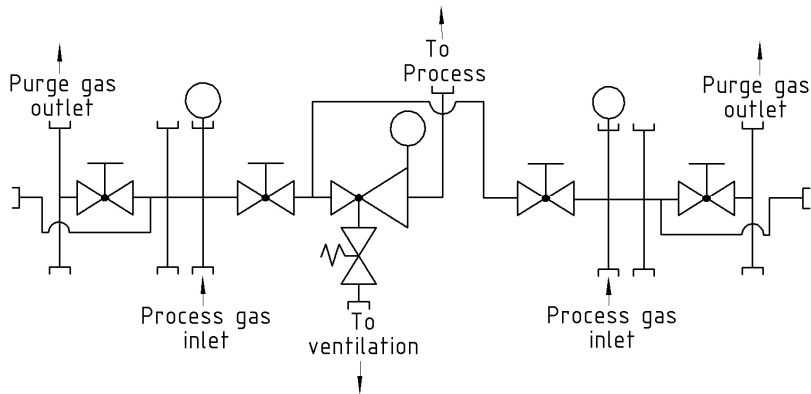 To
Process
Purge gas
outlet
Purge gas
outlet
Process gas
inlet
To
ventilation
Process gas
inlet